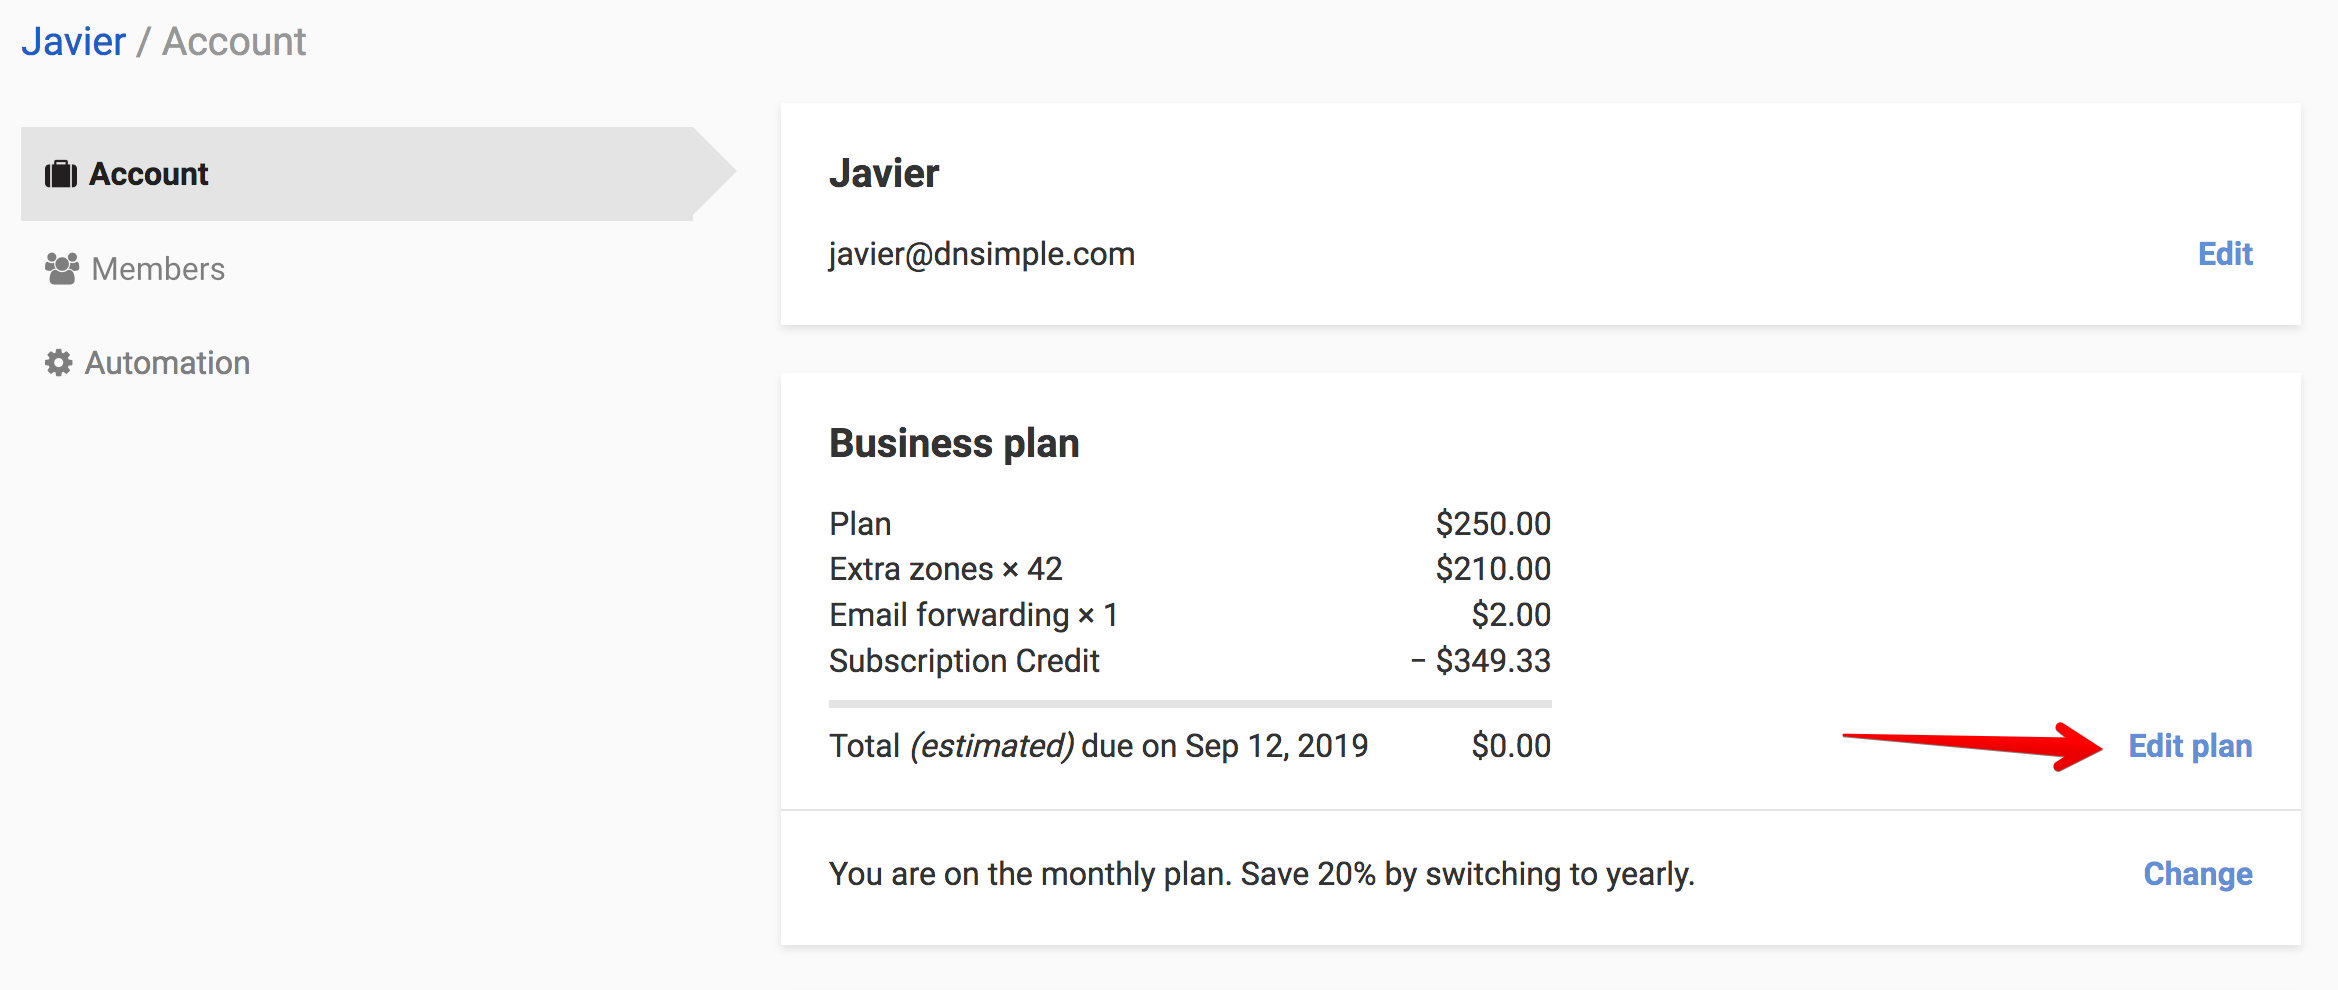 Javier / Account
Account
Members
Automation
Javier
javier@dnsimple.com
Edit
Business plan
Plan $250.00
Extra zones × 42 $210.00
Email forwarding × 1 $2.00
Subscription Credit − $349.33
Total (estimated) due on Sep 12, 2019 $0.00
Edit plan
You are on the monthly plan. Save 20% by switching to yearly.
Change